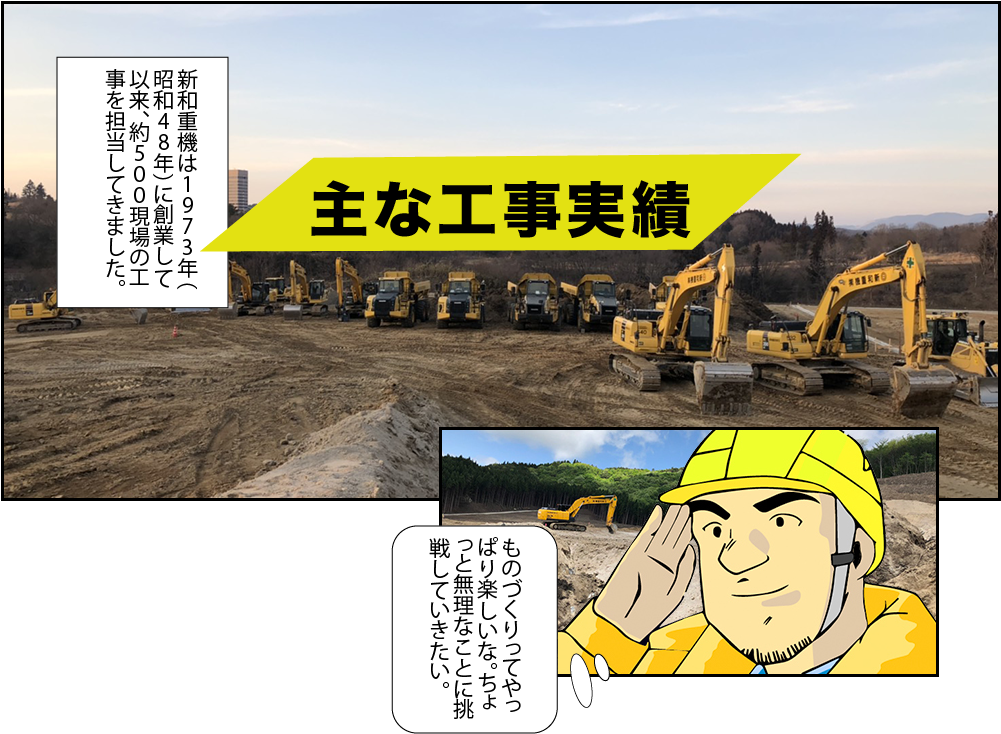 主な工事実績
新和重機は1973年(
昭和48年)に創業して
以来、約500現場の工
事を担当してきました。
ものづくりってやっ
ぱり楽しいな。ちょ
っと無理なことに挑
戦していきたい。